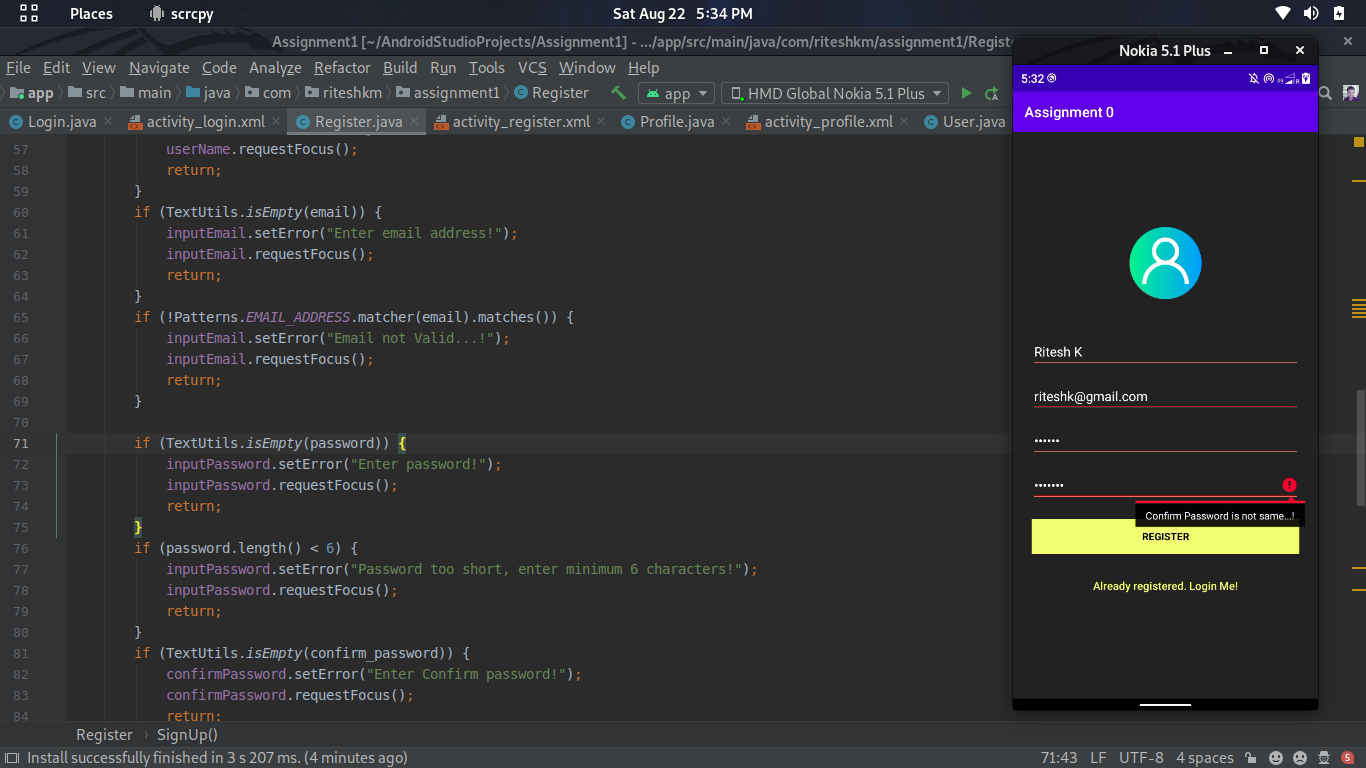 Places scrcpy Sat Aug 22 5:34 PM
Assignment1 [~/AndroidStudioProjects/Assignment1] - .../app/src/main/java/com/riteshkm/assignment1/Registe
File Edit View Navigate Code Analyze Refactor Build Run Tools VCS Window Help
app src main java com riteshkm assignment1 Register app HMD Global Nokia 5.1 Plus
Login.java activity_login.xml Register.java activity_register.xml Profile.java activity_profile.xml User.java
57 userName.requestFocus();
58 return;
59 }
60 if (TextUtils.isEmpty(email)) {
61 inputEmail.setError("Enter email address!");
62 inputEmail.requestFocus();
63 return;
64 }
65 if (!Patterns.EMAIL_ADDRESS.matcher(email).matches()) {
66 inputEmail.setError("Email not Valid...!");
67 inputEmail.requestFocus();
68 return;
69 }
70
71 if (TextUtils.isEmpty(password)) {
72 inputPassword.setError("Enter password!");
73 inputPassword.requestFocus();
74 return;
75 }
76 if (password.length() < 6) {
77 inputPassword.setError("Password too short, enter minimum 6 characters!");
78 inputPassword.requestFocus();
79 return;
80 }
81 if (TextUtils.isEmpty(confirm_password)) {
82 confirmPassword.setError("Enter Confirm password!");
83 confirmPassword.requestFocus();
84 return;
Register › SignUp()
Install successfully finished in 3 s 207 ms. (4 minutes ago) 71:43 LF UTF-8 4 spaces 5
Nokia 5.1 Plus
5:32
Assignment 0
Ritesh K
riteshk@gmail.com
••••••
•••••••
Confirm Password is not same...!
REGISTER
Already registered. Login Me!